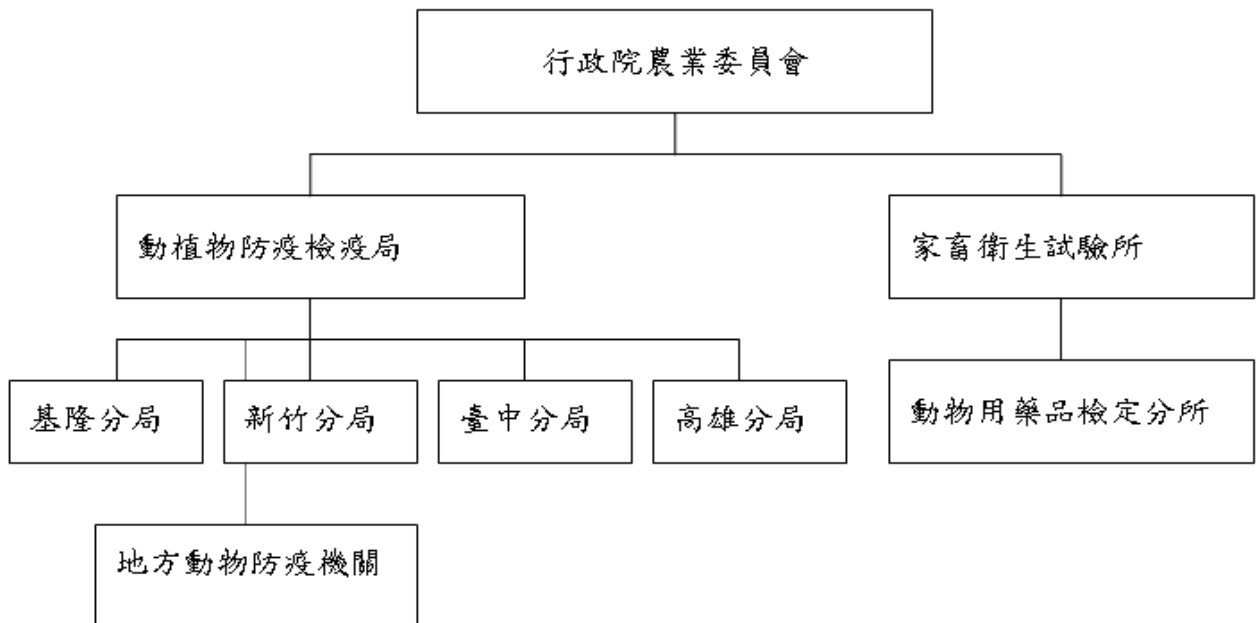 行政院農業委員會
動植物防疫檢疫局
家畜衛生試驗所
基隆分局
新竹分局
臺中分局
高雄分局
動物用藥品檢定分所
地方動物防疫機關